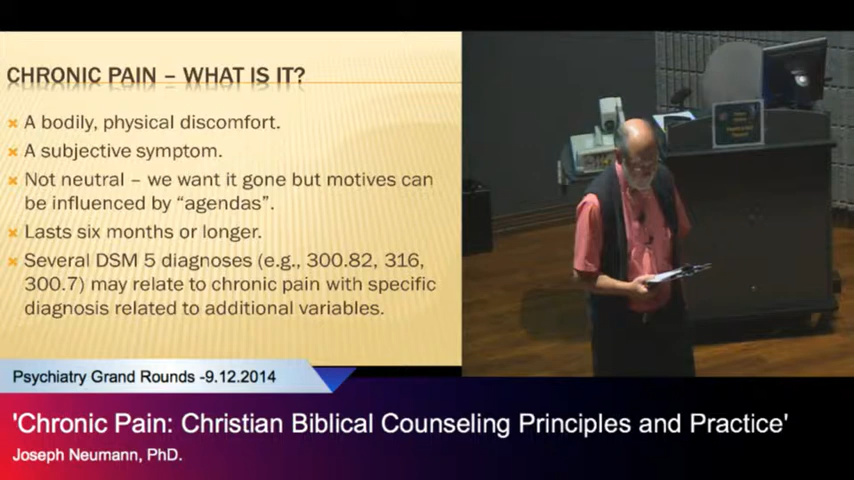 CHRONIC PAIN – WHAT IS IT?
A bodily, physical discomfort.
A subjective symptom.
Not neutral – we want it gone but motives can
be influenced by “agendas”.
Lasts six months or longer.
Several DSM 5 diagnoses (e.g., 300.82, 316,
300.7) may relate to chronic pain with specific
diagnosis related to additional variables.
Psychiatry Grand Rounds -9.12.2014
'Chronic Pain: Christian Biblical Counseling Principles and Practice'
Joseph Neumann, PhD.